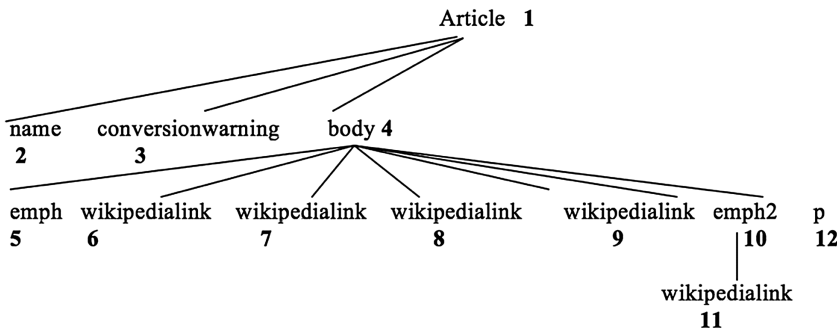 Article 1
name conversionwarning body 4
2 3
emph wikipedialink wikipedialink wikipedialink wikipedialink emph2 p
5 6 7 8 9 10 12
wikipedialink
11